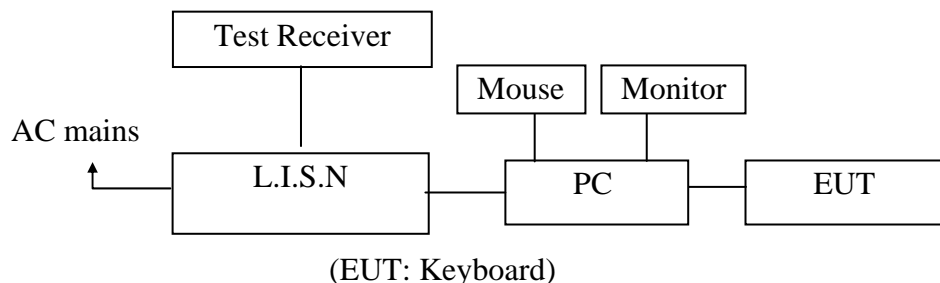 Test Receiver
Mouse
Monitor
AC mains
L.I.S.N
PC
EUT
(EUT: Keyboard)